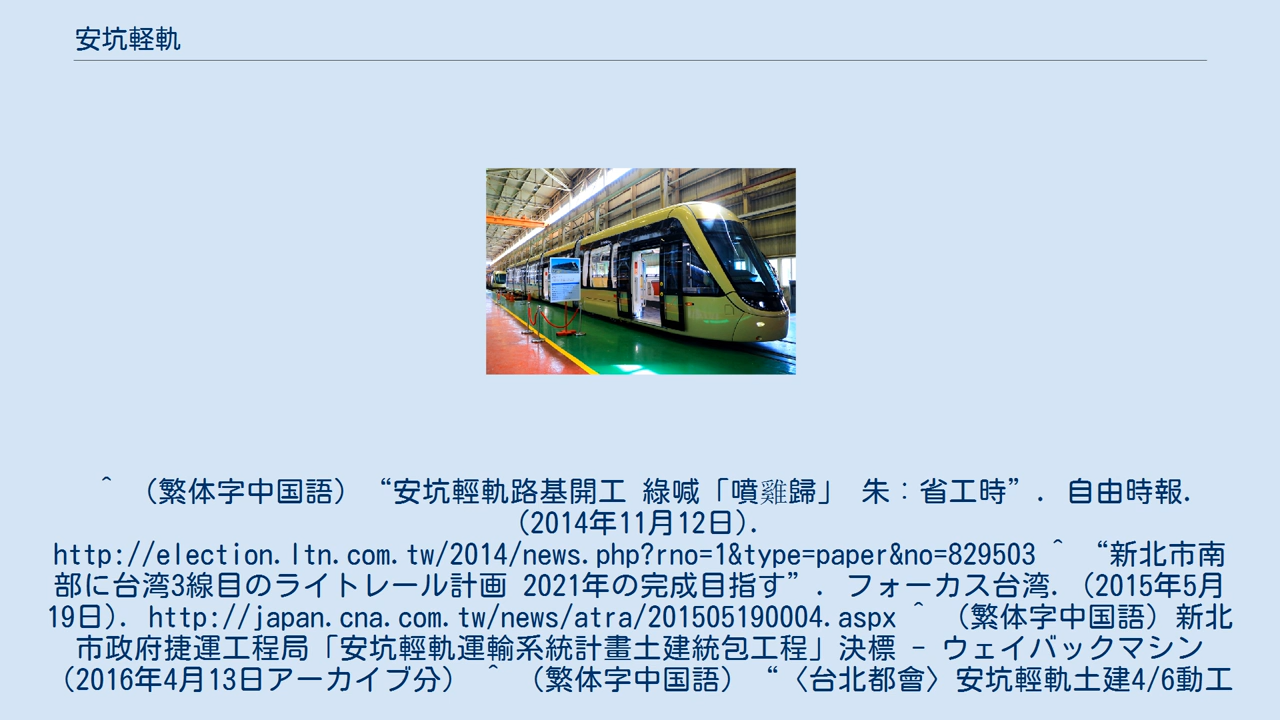 安坑軽軌
^ （繁体字中国語） “安坑輕軌路基開工 綠喊「噴雞歸」 朱：省工時”. 自由時報.
(2014年11月12日).
http://election.ltn.com.tw/2014/news.php?rno=1&type=paper&no=829503 ^ “新北市南
部に台湾3線目のライトレール計画 2021年の完成目指す”. フォーカス台湾. (2015年5月
19日). http://japan.cna.com.tw/news/atra/201505190004.aspx ^ （繁体字中国語）新北
市政府捷運工程局「安坑輕軌運輸系統計畫土建統包工程」決標 - ウェイバックマシン
（2016年4月13日アーカイブ分） ^ （繁体字中国語） “〈台北都會〉安坑輕軌土建4/6動工